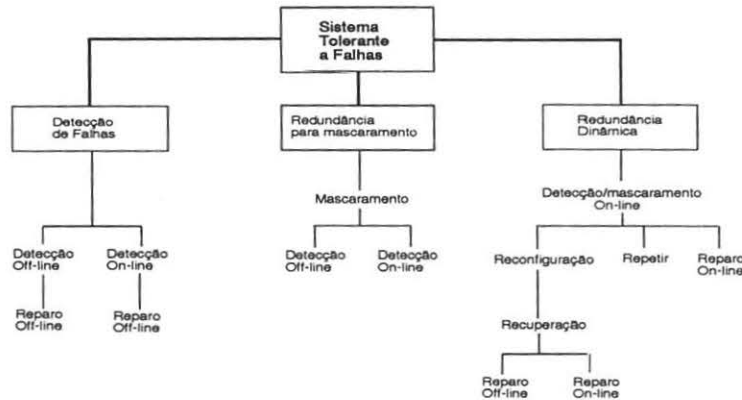 Sistema
Tolerante
a Falhas
Detecção
de Falhas
Redundância
para mascaramento
Redundância
Dinâmica
Mascaramento
Detecção/mascaramento
On-line
Detecção
Off-line
Detecção
On-line
Detecção
Off-line
Detecção
On-line
Reconfiguração
Repetir
Reparo
On-line
Reparo
Off-line
Reparo
Off-line
Recuperação
Reparo
Off-line
Reparo
On-line